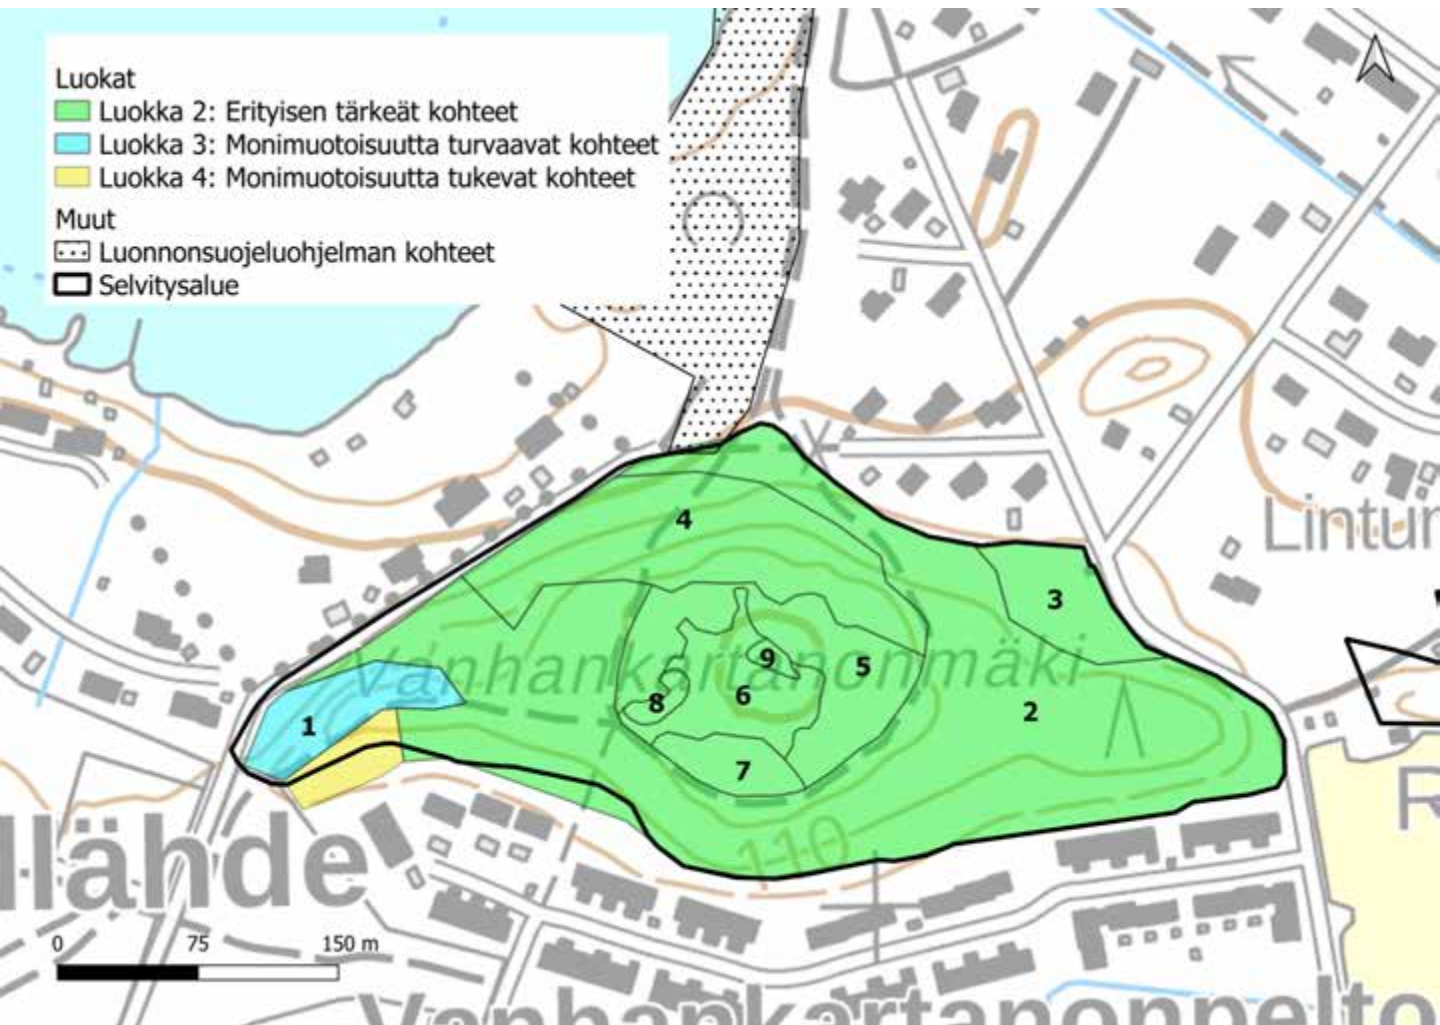 Luokat
Luokka 2: Erityisen tärkeät kohteet
Luokka 3: Monimuotoisuutta turvaavat kohteet
Luokka 4: Monimuotoisuutta tukevat kohteet
Muut
Luonnonsuojeluohjelman kohteet
Selvitysalue
4
3
Lintur
9
5
Vanhankartanonmäki
8
6
2
1
7
R
110
llähde
0 75 150 m
Vanhankartanonpelto